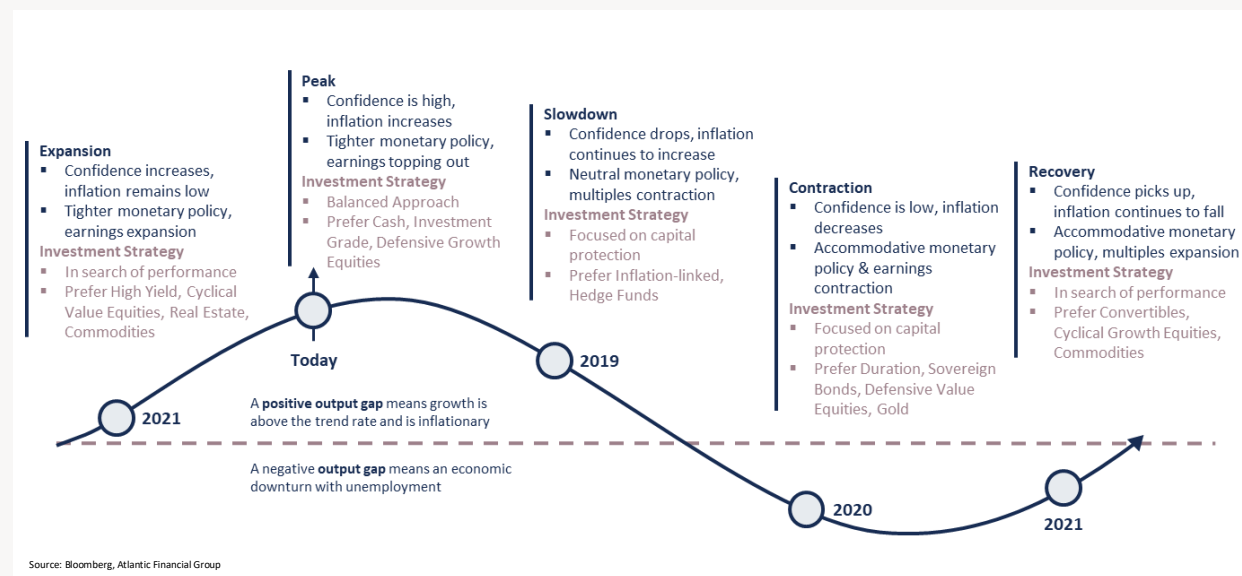 Expansion
▪ Confidence increases,
inflation remains low
▪ Tighter monetary policy,
earnings expansion
Investment Strategy
▪ In search of performance
▪ Prefer High Yield, Cyclical
Value Equities, Real Estate,
Commodities
Peak
▪ Confidence is high,
inflation increases
▪ Tighter monetary policy,
earnings topping out
Investment Strategy
▪ Balanced Approach
▪ Prefer Cash, Investment
Grade, Defensive Growth
Equities
Slowdown
▪ Confidence drops, inflation
continues to increase
▪ Neutral monetary policy,
multiples contraction
Investment Strategy
▪ Focused on capital
protection
▪ Prefer Inflation-linked,
Hedge Funds
Contraction
▪ Confidence is low, inflation
decreases
▪ Accommodative monetary
policy & earnings
contraction
Investment Strategy
▪ Focused on capital
protection
▪ Prefer Duration, Sovereign
Bonds, Defensive Value
Equities, Gold
Recovery
▪ Confidence picks up,
inflation continues to fall
▪ Accommodative monetary
policy, multiples expansion
Investment Strategy
▪ In search of performance
▪ Prefer Convertibles,
Cyclical Growth Equities,
Commodities
2021
Today
2019
2020
2021
A positive output gap means growth is
above the trend rate and is inflationary
A negative output gap means an economic
downturn with unemployment
Source: Bloomberg, Atlantic Financial Group